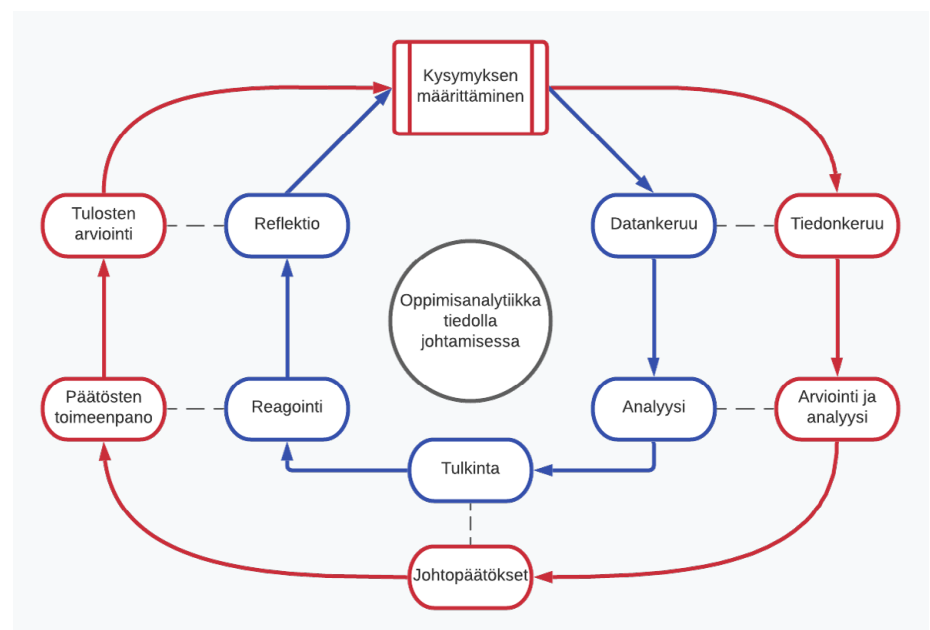 Kysymyksen
määrittäminen
Tulosten
arviointi
Reflektio
Datankeruu
Tiedonkeruu
Oppimisanalytiikka
tiedolla
johtamisessa
Päätösten
toimeenpano
Reagointi
Analyysi
Arviointi ja
analyysi
Tulkinta
Johtopäätökset